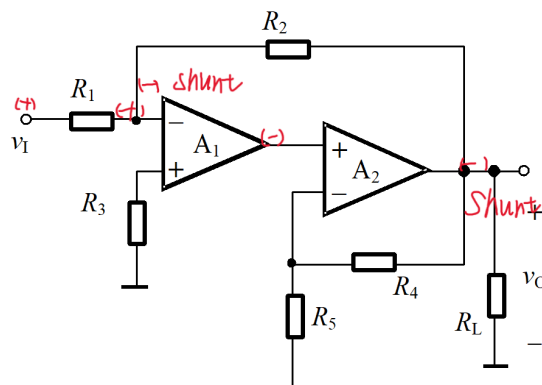 R2
(-) shunt
R1
(+)
(+)
vI
−
A1
(-)
+
+
A2
−
(-)
Shunt
R3
R4
+
vO
R5
RL
−